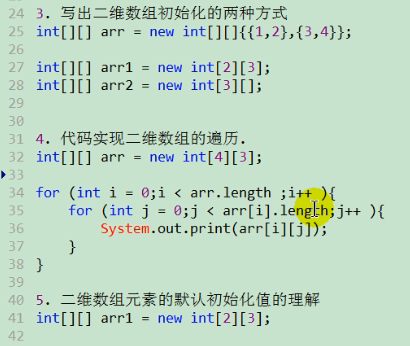 24 3. 写出二维数组初始化的两种方式
25 int[][] arr = new int[][]{{1,2},{3,4}};
26
27 int[][] arr1 = new int[2][3];
28 int[][] arr2 = new int[3][];
29
30
31 4. 代码实现二维数组的遍历.
32 int[][] arr = new int[4][3];
33
34 for (int i = 0;i < arr.length ;i++ ){
35     for (int j = 0;j < arr[i].length;j++ ){
36         System.out.print(arr[i][j]);
37     }
38 }
39
40 5. 二维数组元素的默认初始化值的理解
41 int[][] arr1 = new int[2][3];
42